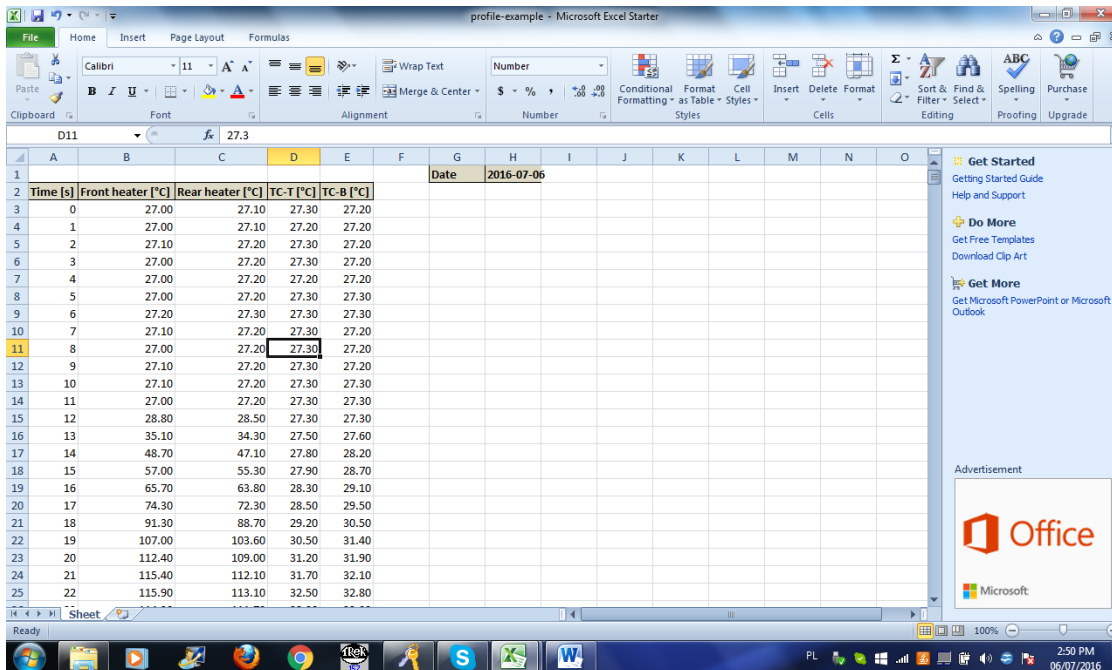 profile-example - Microsoft Excel Starter
File Home Insert Page Layout Formulas
Paste Calibri 11 A A Wrap Text Number Σ ABC
B I U A Merge & Center $ % , .0 .00 .00 .0 Conditional Formatting Format as Table Cell Styles Insert Delete Format Sort & Filter Find & Select Spelling Purchase
Clipboard Font Alignment Number Styles Cells Editing Proofing Upgrade
D11 fx 27.3
A B C D E F G H I J K L M N O
1 Date 2016-07-06
2 Time [s] Front heater [°C] Rear heater [°C] TC-T [°C] TC-B [°C]
3 0 27.00 27.10 27.30 27.20
4 1 27.00 27.10 27.20 27.20
5 2 27.10 27.20 27.30 27.20
6 3 27.00 27.20 27.20 27.20
7 4 27.00 27.20 27.20 27.20
8 5 27.00 27.20 27.30 27.30
9 6 27.20 27.30 27.30 27.30
10 7 27.10 27.20 27.30 27.20
11 8 27.00 27.20 27.30 27.20
12 9 27.10 27.20 27.30 27.20
13 10 27.10 27.20 27.30 27.30
14 11 27.00 27.20 27.30 27.30
15 12 28.80 28.50 27.30 27.30
16 13 35.10 34.30 27.50 27.60
17 14 48.70 47.10 27.80 28.20
18 15 57.00 55.30 27.90 28.70
19 16 65.70 63.80 28.30 29.10
20 17 74.30 72.30 28.50 29.50
21 18 91.30 88.70 29.20 30.50
22 19 107.00 103.60 30.50 31.40
23 20 112.40 109.00 31.20 31.90
24 21 115.40 112.10 31.70 32.10
25 22 115.90 113.10 32.50 32.80
Get Started
Getting Started Guide
Help and Support
Do More
Get Free Templates
Download Clip Art
Get More
Get Microsoft PowerPoint or Microsoft
Outlook
Advertisement
Office
Microsoft
Sheet
Ready 100%
TRek PL 2:50 PM
06/07/2016